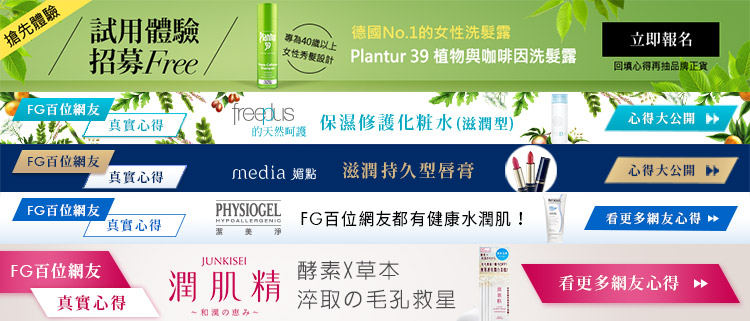 搶先體驗
試用體驗
招募Free
Plantur
39
專為40歲以上
女性秀髮設計
德國No.1的女性洗髮露
Plantur 39 植物與咖啡因洗髮露
立即報名
回填心得再抽品牌正貨
FG百位網友
真實心得
freeplus
的天然呵護
保濕修護化粧水(滋潤型)
心得大公開
FG百位網友
真實心得
media 媚點
滋潤持久型唇膏
心得大公開
FG百位網友
真實心得
PHYSIOGEL
HYPOALLERGENIC
潔美淨
FG百位網友都有健康水潤肌！
看更多網友心得
FG百位網友
真實心得
JUNKISEI
潤肌精
~和漢の恵み~
酵素X草本
淬取の毛孔救星
看更多網友心得